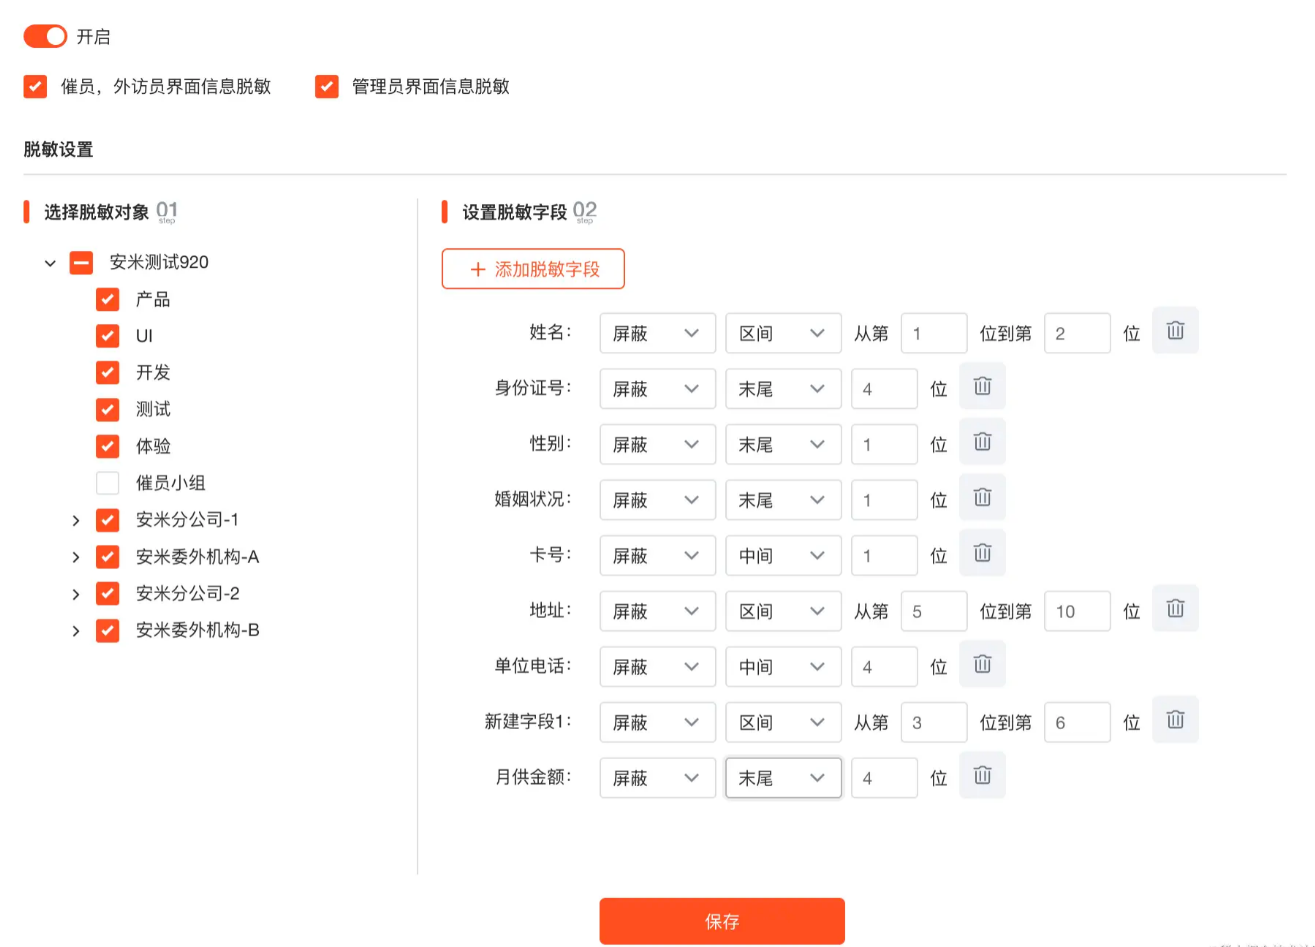 开启
催员，外访员界面信息脱敏 管理员界面信息脱敏
脱敏设置
选择脱敏对象 01 step
安米测试920
产品
UI
开发
测试
体验
催员小组
安米分公司-1
安米委外机构-A
安米分公司-2
安米委外机构-B
设置脱敏字段 02 step
添加脱敏字段
姓名： 屏蔽 区间 从第 1 位到第 2 位
身份证号： 屏蔽 末尾 4 位
性别： 屏蔽 末尾 1 位
婚姻状况： 屏蔽 末尾 1 位
卡号： 屏蔽 中间 1 位
地址： 屏蔽 区间 从第 5 位到第 10 位
单位电话： 屏蔽 中间 4 位
新建字段1： 屏蔽 区间 从第 3 位到第 6 位
月供金额： 屏蔽 末尾 4 位
保存